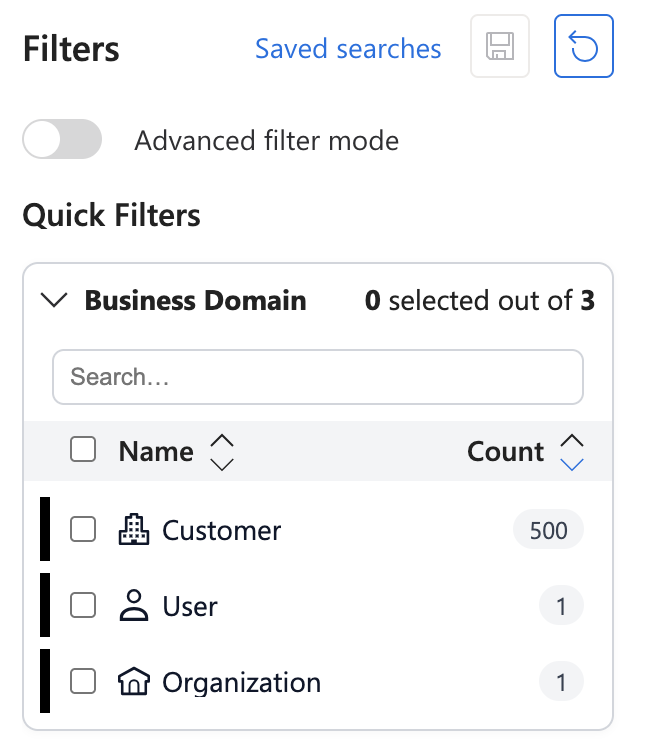 Filters Saved searches
Advanced filter mode
Quick Filters
Business Domain 0 selected out of 3
Search...
Name Count
Customer 500
User 1
Organization 1